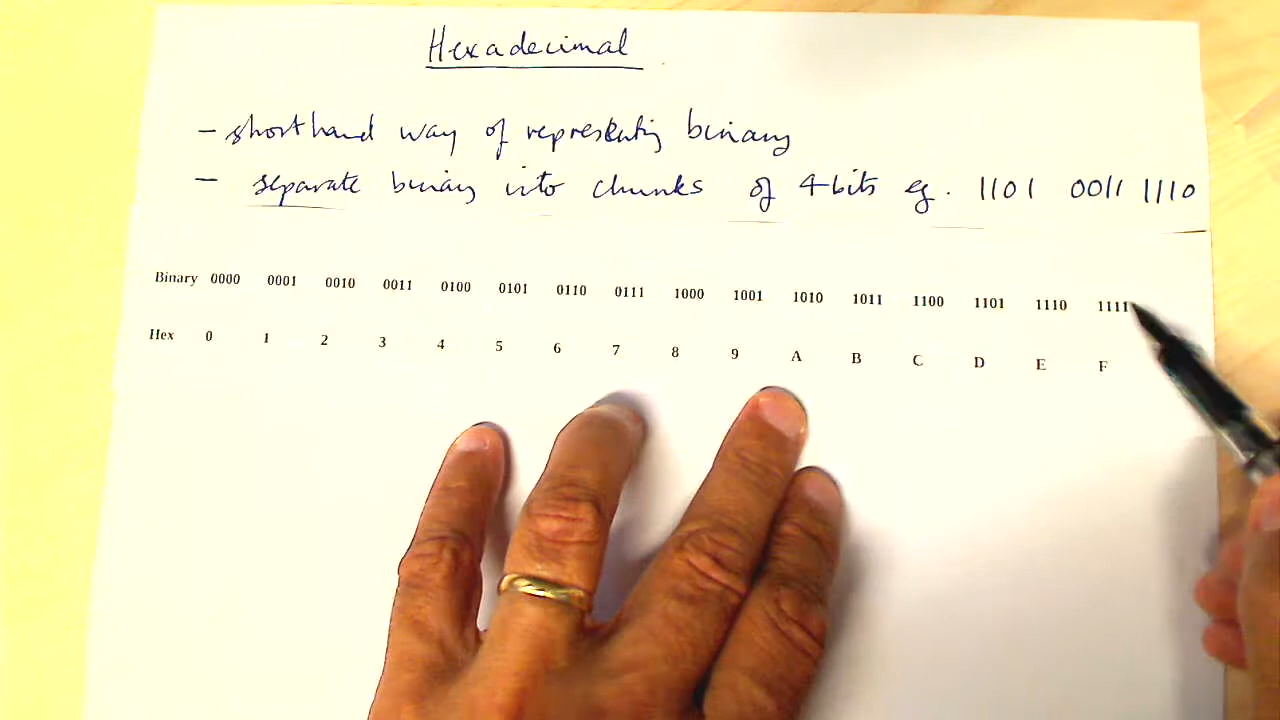 Hexadecimal
- shorthand way of representing binary
- separate binary into chunks of 4 bits eg. 1101 0011 1110
Binary 0000 0001 0010 0011 0100 0101 0110 0111 1000 1001 1010 1011 1100 1101 1110 1111
Hex 0 1 2 3 4 5 6 7 8 9 A B C D E F